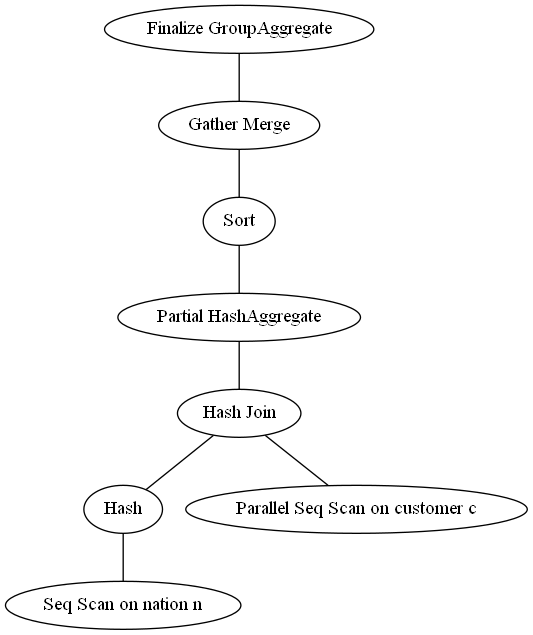 Finalize GroupAggregate
Gather Merge
Sort
Partial HashAggregate
Hash Join
Hash
Parallel Seq Scan on customer c
Seq Scan on nation n